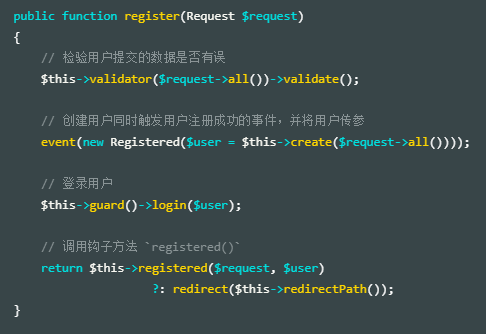 public function register(Request $request)
{
    // 检验用户提交的数据是否有误
    $this->validator($request->all())->validate();

    // 创建用户同时触发用户注册成功的事件，并将用户传参
    event(new Registered($user = $this->create($request->all())));

    // 登录用户
    $this->guard()->login($user);

    // 调用钩子方法 `registered()`
    return $this->registered($request, $user)
                    ?: redirect($this->redirectPath());
}